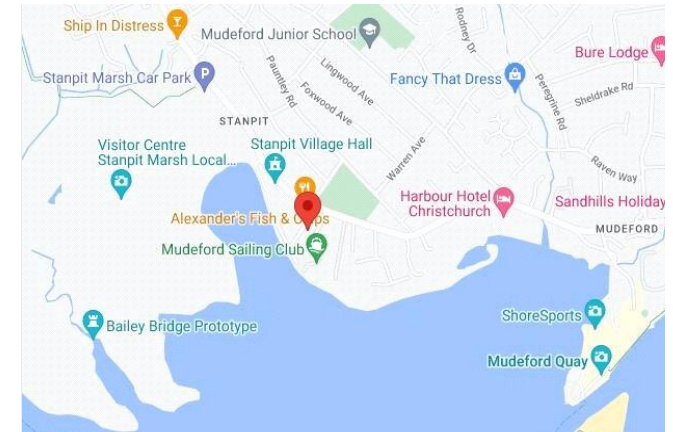 Ship In Distress
Mudeford Junior School
Rodney Dr
Bure Lodge
Stanpit Marsh Car Park
Pauntley Rd
Lingwood Ave
Foxwood Ave
Fancy That Dress
Peregrine Rd
Sheldrake Rd
STANPIT
Visitor Centre
Stanpit Marsh Local...
Stanpit Village Hall
Warren Ave
Raven Way
Harbour Hotel
Christchurch
Sandhills Holiday
Alexander's Fish & C ps
MUDEFORD
Mudeford Sailing Club
ShoreSports
Bailey Bridge Prototype
Mudeford Quay
P